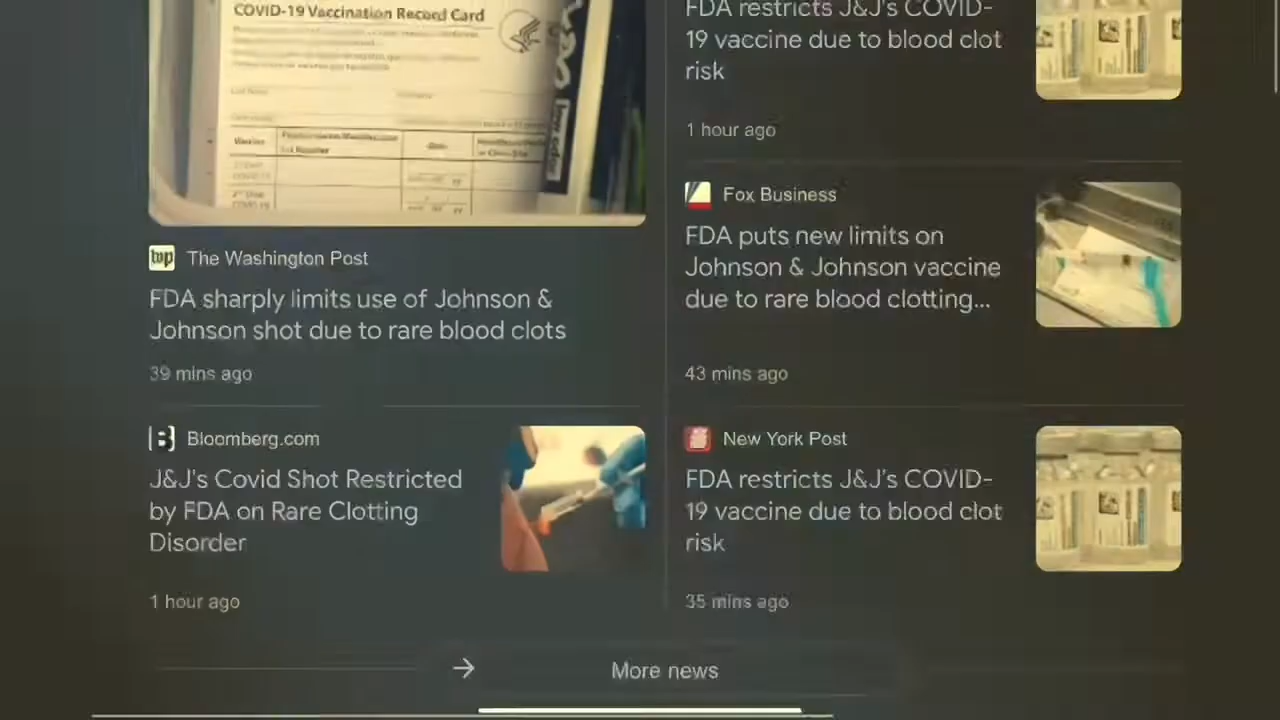 COVID-19 Vaccination Record Card
wp The Washington Post
FDA sharply limits use of Johnson &
Johnson shot due to rare blood clots
39 mins ago
B Bloomberg.com
J&J's Covid Shot Restricted
by FDA on Rare Clotting
Disorder
1 hour ago
FDA restricts J&J's COVID-
19 vaccine due to blood clot
risk
1 hour ago
Fox Business
FDA puts new limits on
Johnson & Johnson vaccine
due to rare blood clotting...
43 mins ago
New York Post
FDA restricts J&J's COVID-
19 vaccine due to blood clot
risk
35 mins ago
More news